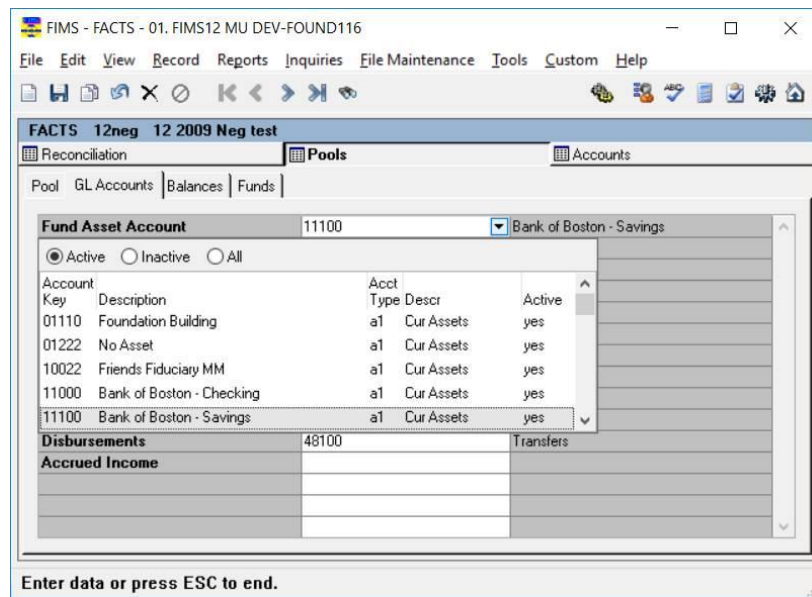 FIMS - FACTS - 01. FIMS12 MU DEV-FOUND116
File Edit View Record Reports Inquiries File Maintenance Tools Custom Help
ABC
FACTS 12neg 12 2009 Neg test
Reconciliation Pools Accounts
Pool GL Accounts Balances Funds
Fund Asset Account 11100 Bank of Boston - Savings
Active Inactive All
Account Acct
Key Description Type Descr Active
01110 Foundation Building a1 Cur Assets yes
01222 No Asset a1 Cur Assets yes
10022 Friends Fiduciary MM a1 Cur Assets yes
11000 Bank of Boston - Checking a1 Cur Assets yes
11100 Bank of Boston - Savings a1 Cur Assets yes
Disbursements 48100 Transfers
Accrued Income
Enter data or press ESC to end.